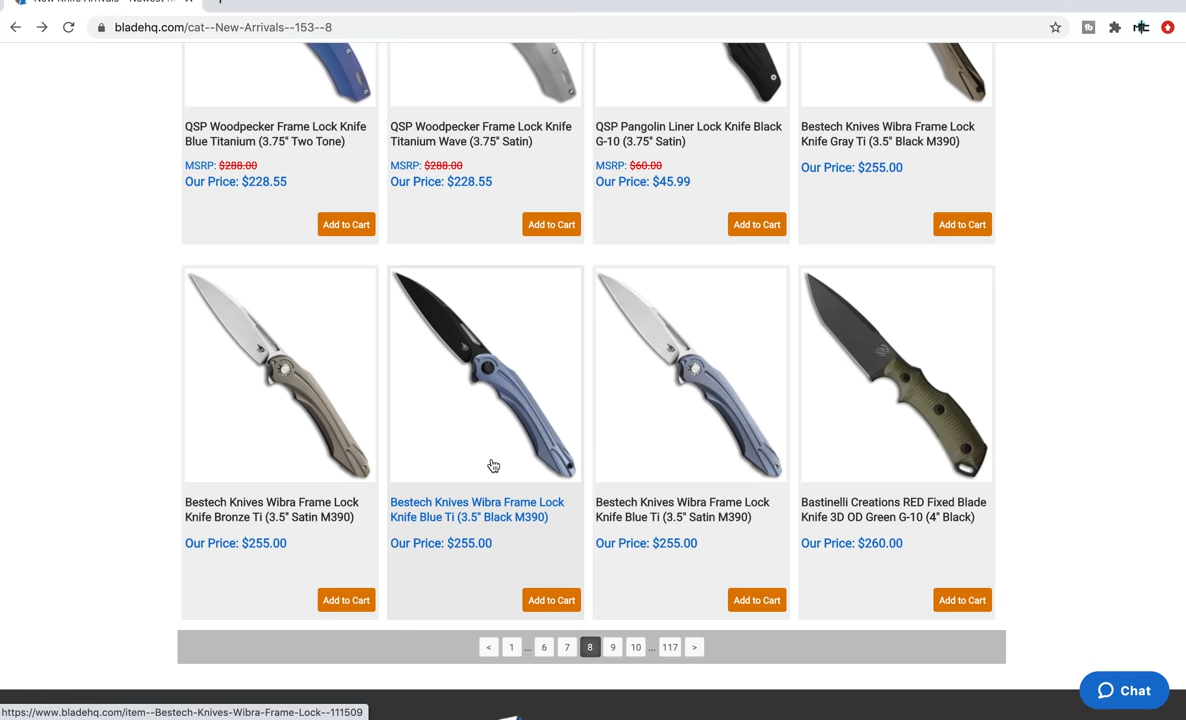 bladehq.com/cat--New-Arrivals--153--8
QSP Woodpecker Frame Lock Knife
Blue Titanium (3.75" Two Tone)
MSRP: $288.00
Our Price: $228.55
Add to Cart
QSP Woodpecker Frame Lock Knife
Titanium Wave (3.75" Satin)
MSRP: $288.00
Our Price: $228.55
Add to Cart
QSP Pangolin Liner Lock Knife Black
G-10 (3.75" Satin)
MSRP: $60.00
Our Price: $45.99
Add to Cart
Bestech Knives Wibra Frame Lock
Knife Gray Ti (3.5" Black M390)
Our Price: $255.00
Add to Cart
Bestech Knives Wibra Frame Lock
Knife Bronze Ti (3.5" Satin M390)
Our Price: $255.00
Add to Cart
Bestech Knives Wibra Frame Lock
Knife Blue Ti (3.5" Black M390)
Our Price: $255.00
Add to Cart
Bestech Knives Wibra Frame Lock
Knife Blue Ti (3.5" Satin M390)
Our Price: $255.00
Add to Cart
Bastinelli Creations RED Fixed Blade
Knife 3D OD Green G-10 (4" Black)
Our Price: $260.00
Add to Cart
< 1 ... 6 7 8 9 10 ... 117 >
Chat
https://www.bladehq.com/item--Bestech-Knives-Wibra-Frame-Lock--111509